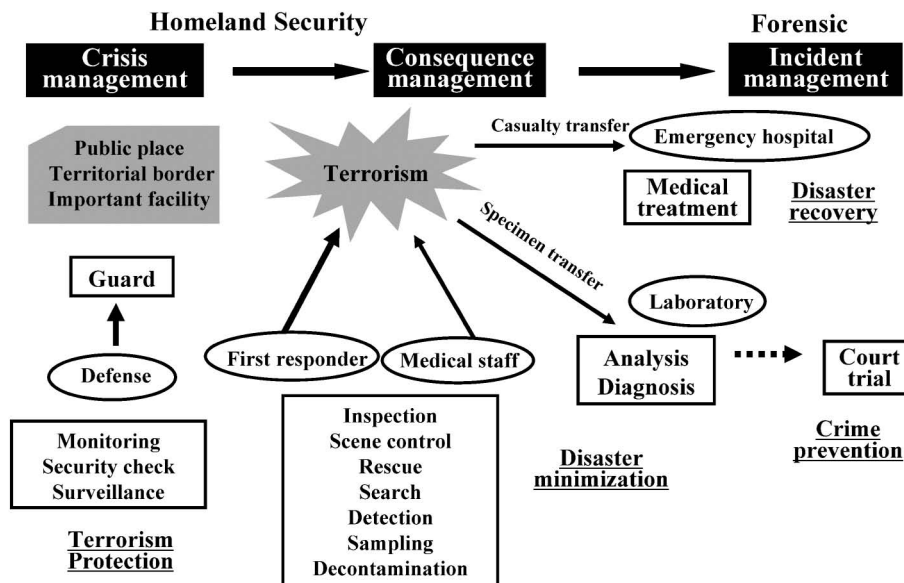 Homeland Security
Forensic
Crisis
management
Consequence
management
Incident
management
Public place
Territorial border
Important facility
Terrorism
Casualty transfer
Emergency hospital
Medical
treatment
Disaster
recovery
Specimen transfer
Guard
Laboratory
Defense
First responder
Medical staff
Analysis
Diagnosis
Court
trial
Monitoring
Security check
Surveillance
Inspection
Scene control
Rescue
Search
Detection
Sampling
Decontamination
Disaster
minimization
Crime
prevention
Terrorism
Protection